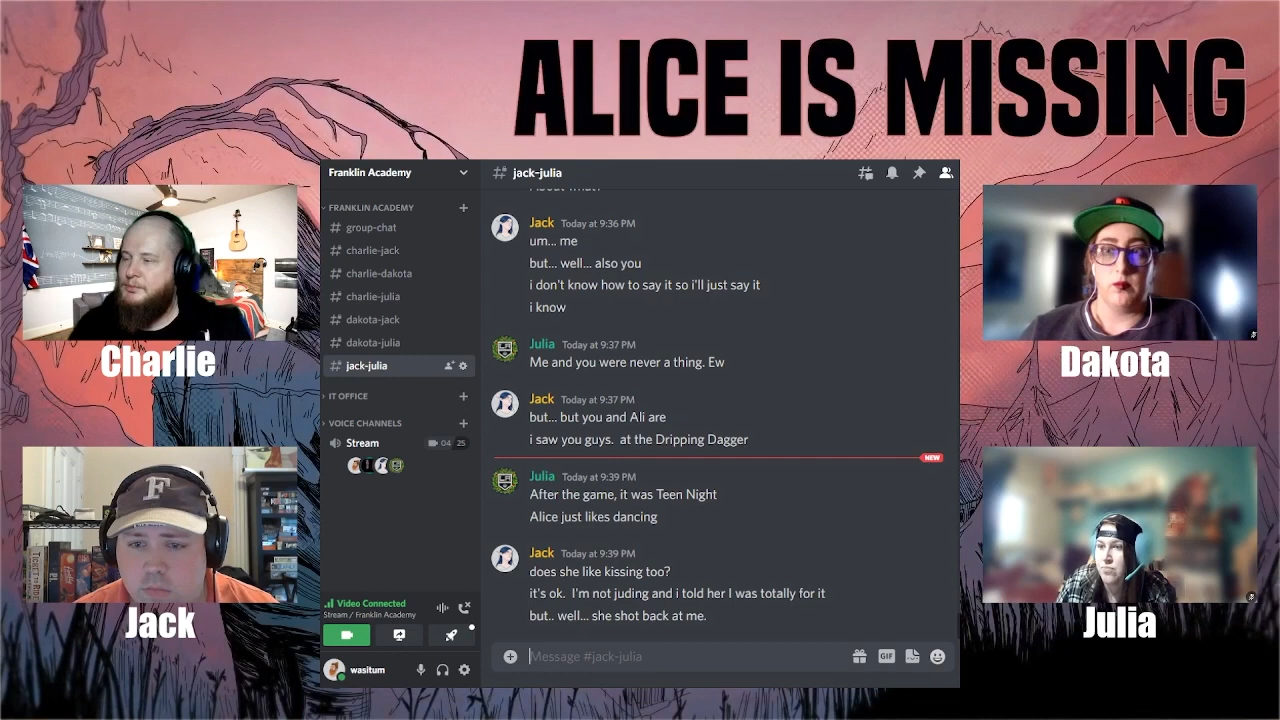 ALICE IS MISSING
Franklin Academy
FRANKLIN ACADEMY
group-chat
charlie-jack
charlie-dakota
charlie-julia
dakota-jack
dakota-julia
jack-julia
IT OFFICE
VOICE CHANNELS
Stream
04 25
Video Connected
Stream / Franklin Academy
wasitum
jack-julia
Jack Today at 9:36 PM
um... me
but... well... also you
i don't know how to say it so i'll just say it
i know
Julia Today at 9:37 PM
Me and you were never a thing. Ew
Jack Today at 9:37 PM
but... but you and Ali are
i saw you guys. at the Dripping Dagger
NEW
Julia Today at 9:39 PM
After the game, it was Teen Night
Alice just likes dancing
Jack Today at 9:39 PM
does she like kissing too?
it's ok. I'm not juding and i told her I was totally for it
but.. well... she shot back at me.
Message #jack-julia
GIF
Charlie
Dakota
F
TICKET TO RIDE
Jack
Julia